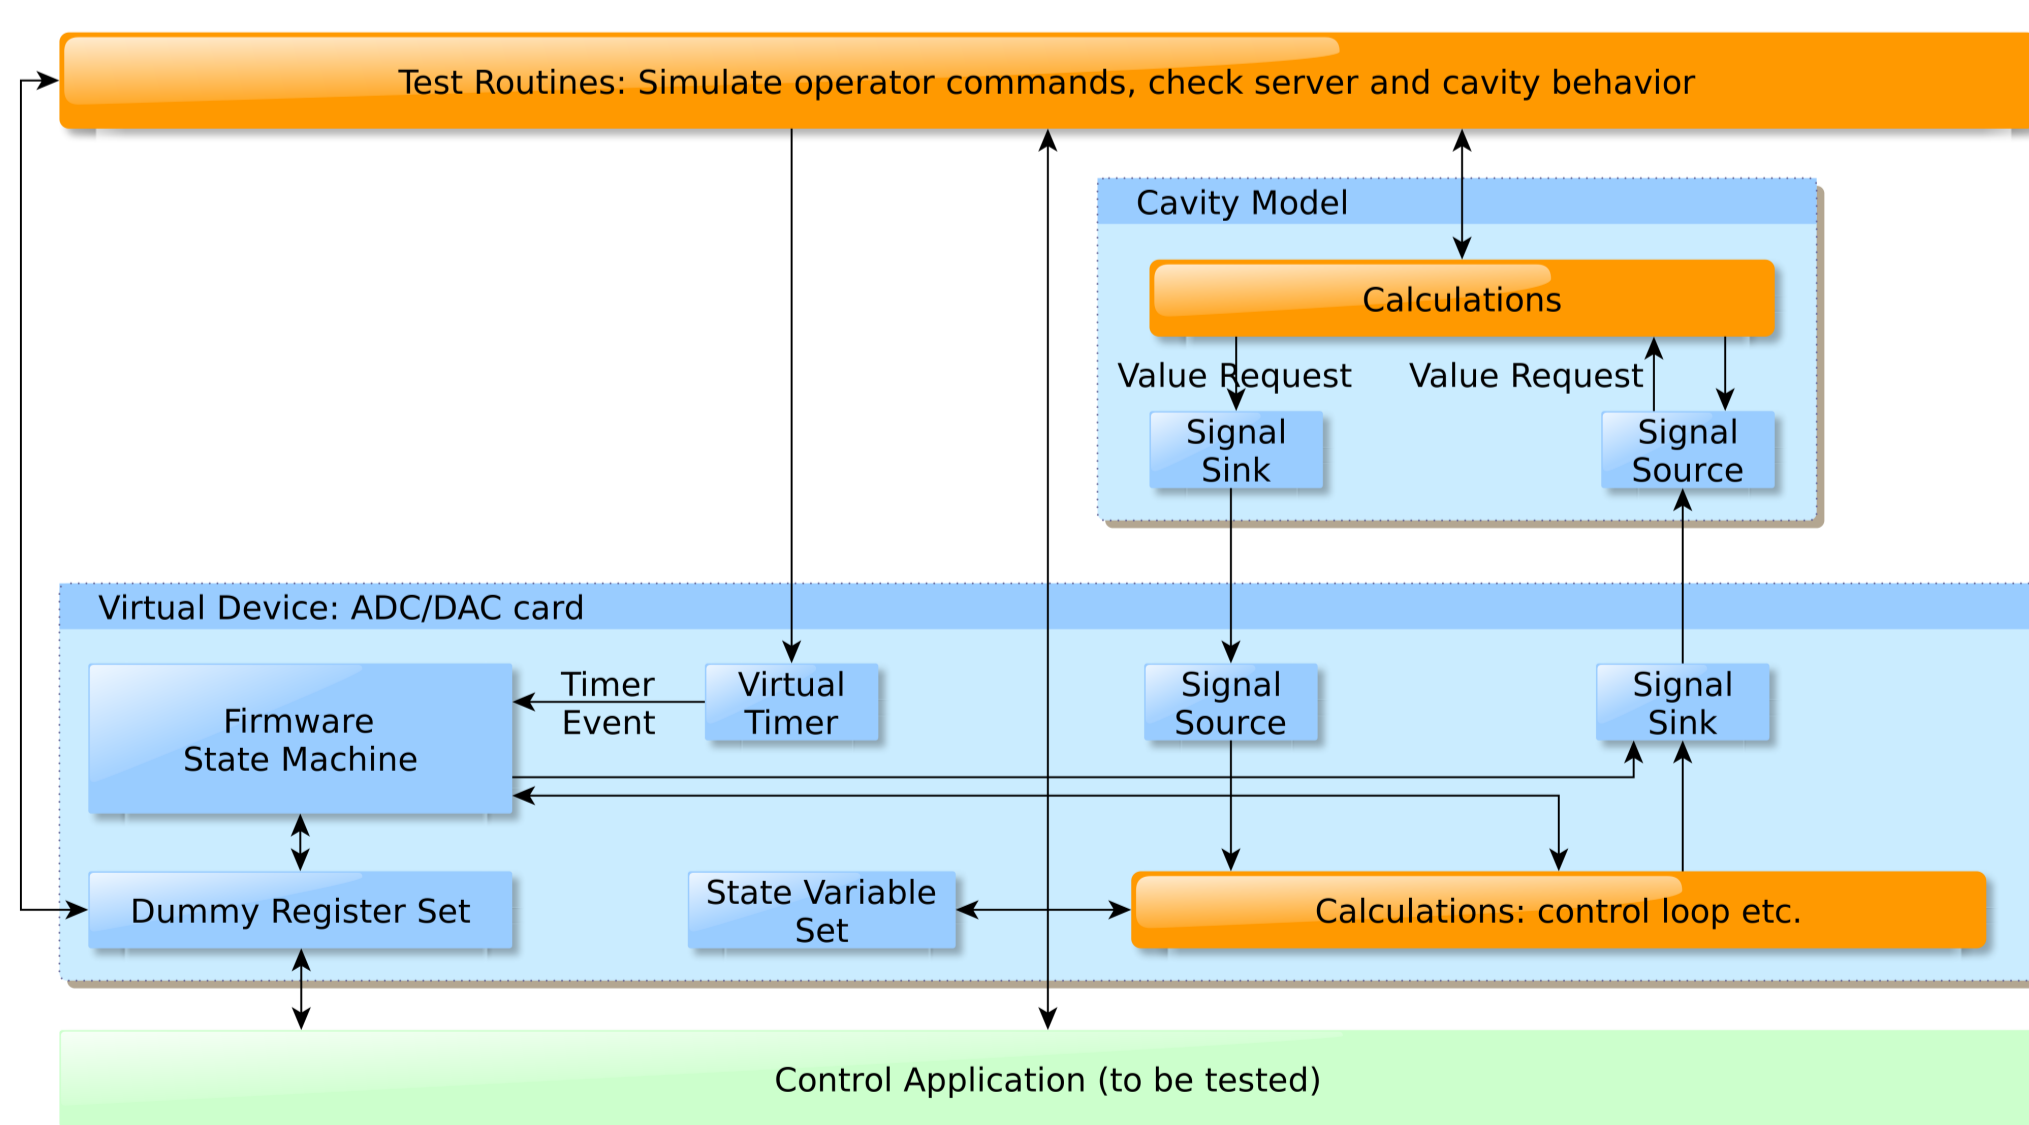 Test Routines: Simulate operator commands, check server and cavity behavior
Cavity Model
Calculations
Value Request
Value Request
Signal
Sink
Signal
Source
Virtual Device: ADC/DAC card
Firmware
State Machine
Timer
Event
Virtual
Timer
Signal
Source
Signal
Sink
Dummy Register Set
State Variable
Set
Calculations: control loop etc.
Control Application (to be tested)